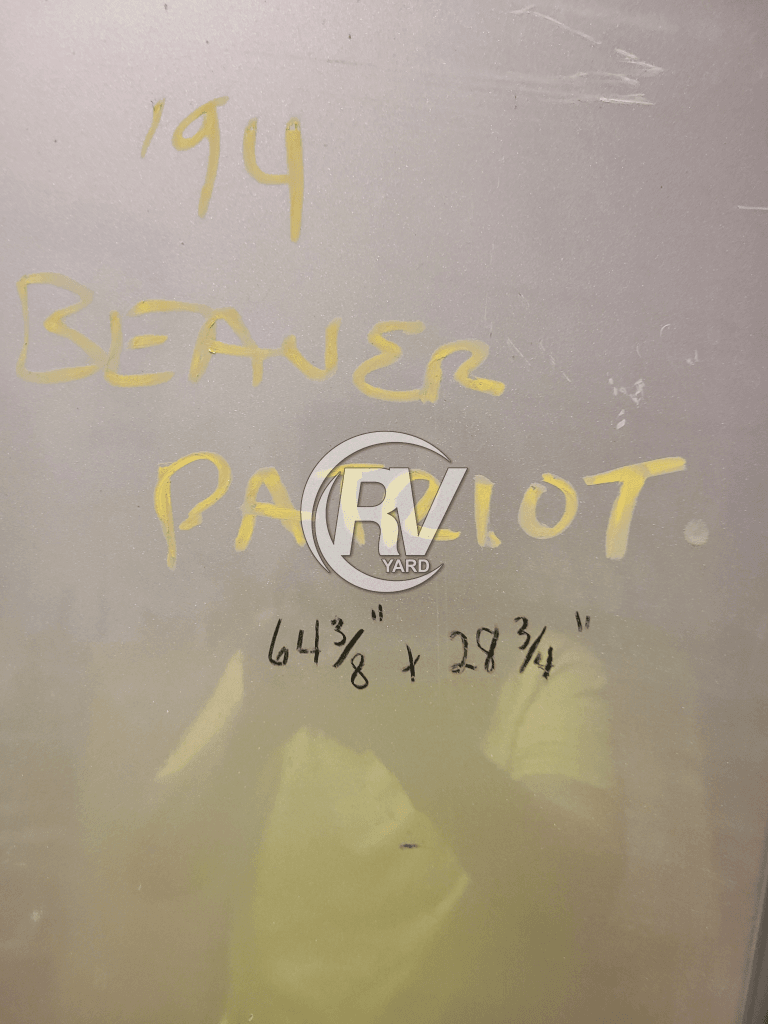 '94
BEAVER
PATRIOT.
RV
YARD
64 3/8" x 28 3/4"